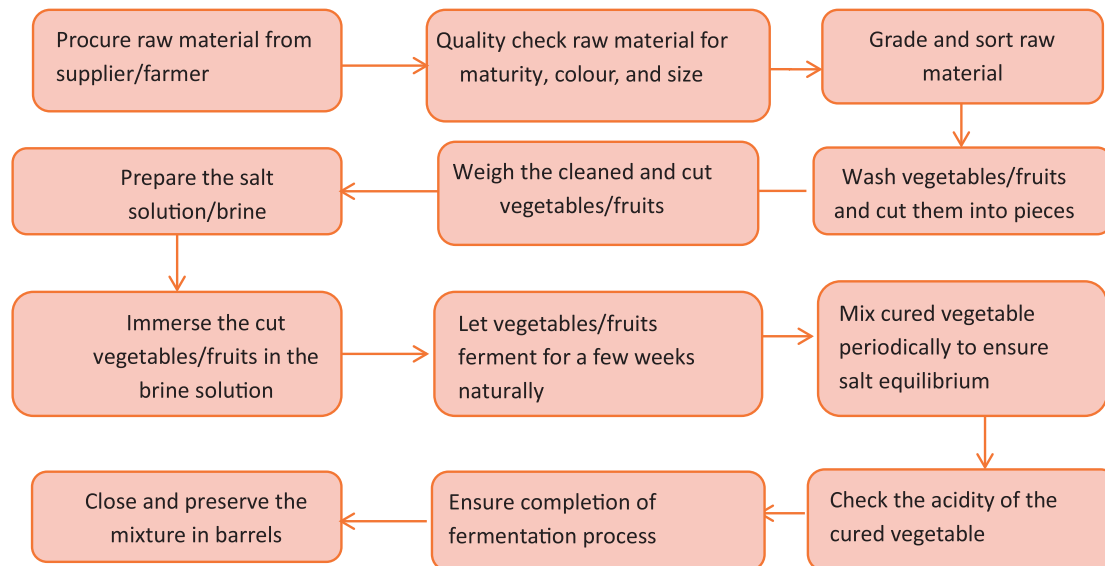 Procure raw material from
supplier/farmer
Quality check raw material for
maturity, colour, and size
Grade and sort raw
material
Wash vegetables/fruits
and cut them into pieces
Weigh the cleaned and cut
vegetables/fruits
Prepare the salt
solution/brine
Immerse the cut
vegetables/fruits in the
brine solution
Let vegetables/fruits
ferment for a few weeks
naturally
Mix cured vegetable
periodically to ensure
salt equilibrium
Check the acidity of the
cured vegetable
Ensure completion of
fermentation process
Close and preserve the
mixture in barrels